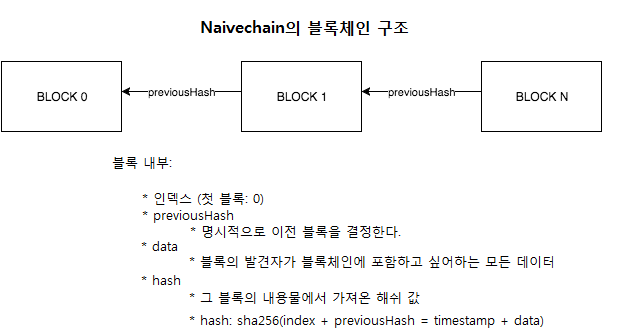 Naivechain의 블록체인 구조
BLOCK 0
previousHash
BLOCK 1
previousHash
BLOCK N
블록 내부:
* 인덱스 (첫 블록: 0)
* previousHash
* 명시적으로 이전 블록을 결정한다.
* data
* 블록의 발견자가 블록체인에 포함하고 싶어하는 모든 데이터
* hash
* 그 블록의 내용물에서 가져온 해쉬 값
* hash: sha256(index + previousHash = timestamp + data)